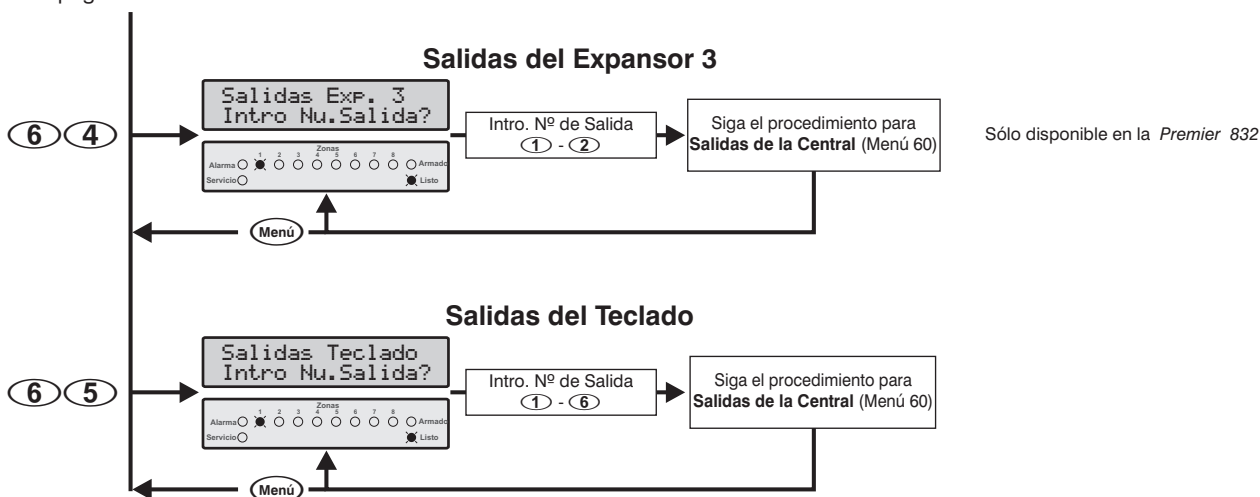 Salidas del Expansor 3
Salidas Exp. 3
Intro Nu.Salida?
6 4
Intro. Nº de Salida
1 - 2
Siga el procedimiento para
Salidas de la Central (Menú 60)
Sólo disponible en la Premier 832
Zonas
1 2 3 4 5 6 7 8
Alarma
Armado
Servicio
Listo
Menú
Salidas del Teclado
Salidas Teclado
Intro Nu.Salida?
6 5
Intro. Nº de Salida
1 - 6
Siga el procedimiento para
Salidas de la Central (Menú 60)
Zonas
1 2 3 4 5 6 7 8
Alarma
Armado
Servicio
Listo
Menú